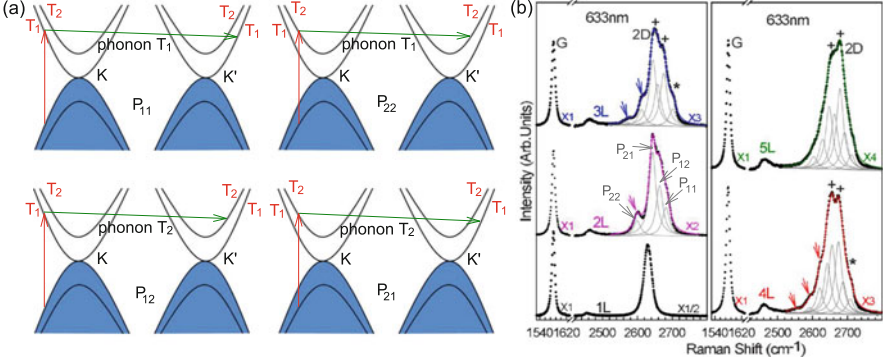 (a)
T₂
T₁
phonon T₁
T₂
T₁
K
K'
P₁₁
T₂
T₁
phonon T₁
T₂
T₁
K
K'
P₂₂
T₂
T₁
phonon T₂
T₂
T₁
K
K'
P₁₂
T₂
T₁
phonon T₂
T₂
T₁
K
K'
P₂₁
(b)
Intensity (Arb.Units)
633nm
G
2D
+
+
*
X1
3L
X3
P₂₁
P₁₂
P₂₂
P₁₁
X1
2L
X2
X1
1L
X1/2
1540 1620 2500 2600 2700
633nm
G
+
+
2D
X1
5L
X4
+
+
*
X1
4L
X3
1540 1620 2500 2600 2700
Raman Shift (cm⁻¹)